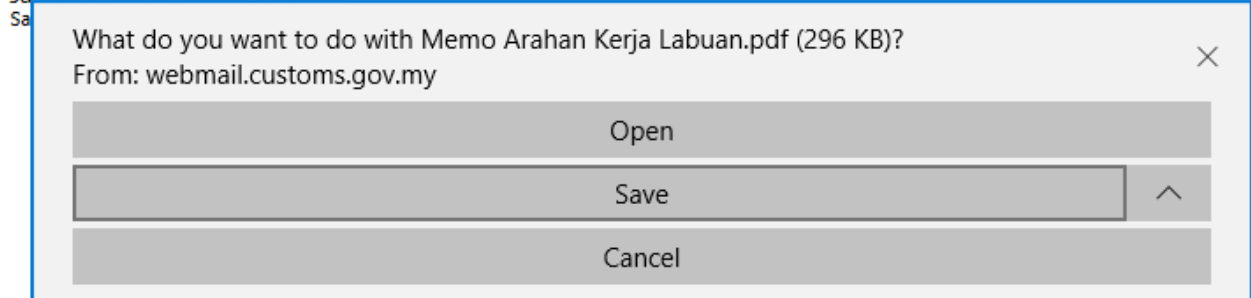 Sa
What do you want to do with Memo Arahan Kerja Labuan.pdf (296 KB)?
From: webmail.customs.gov.my
Open
Save
Cancel